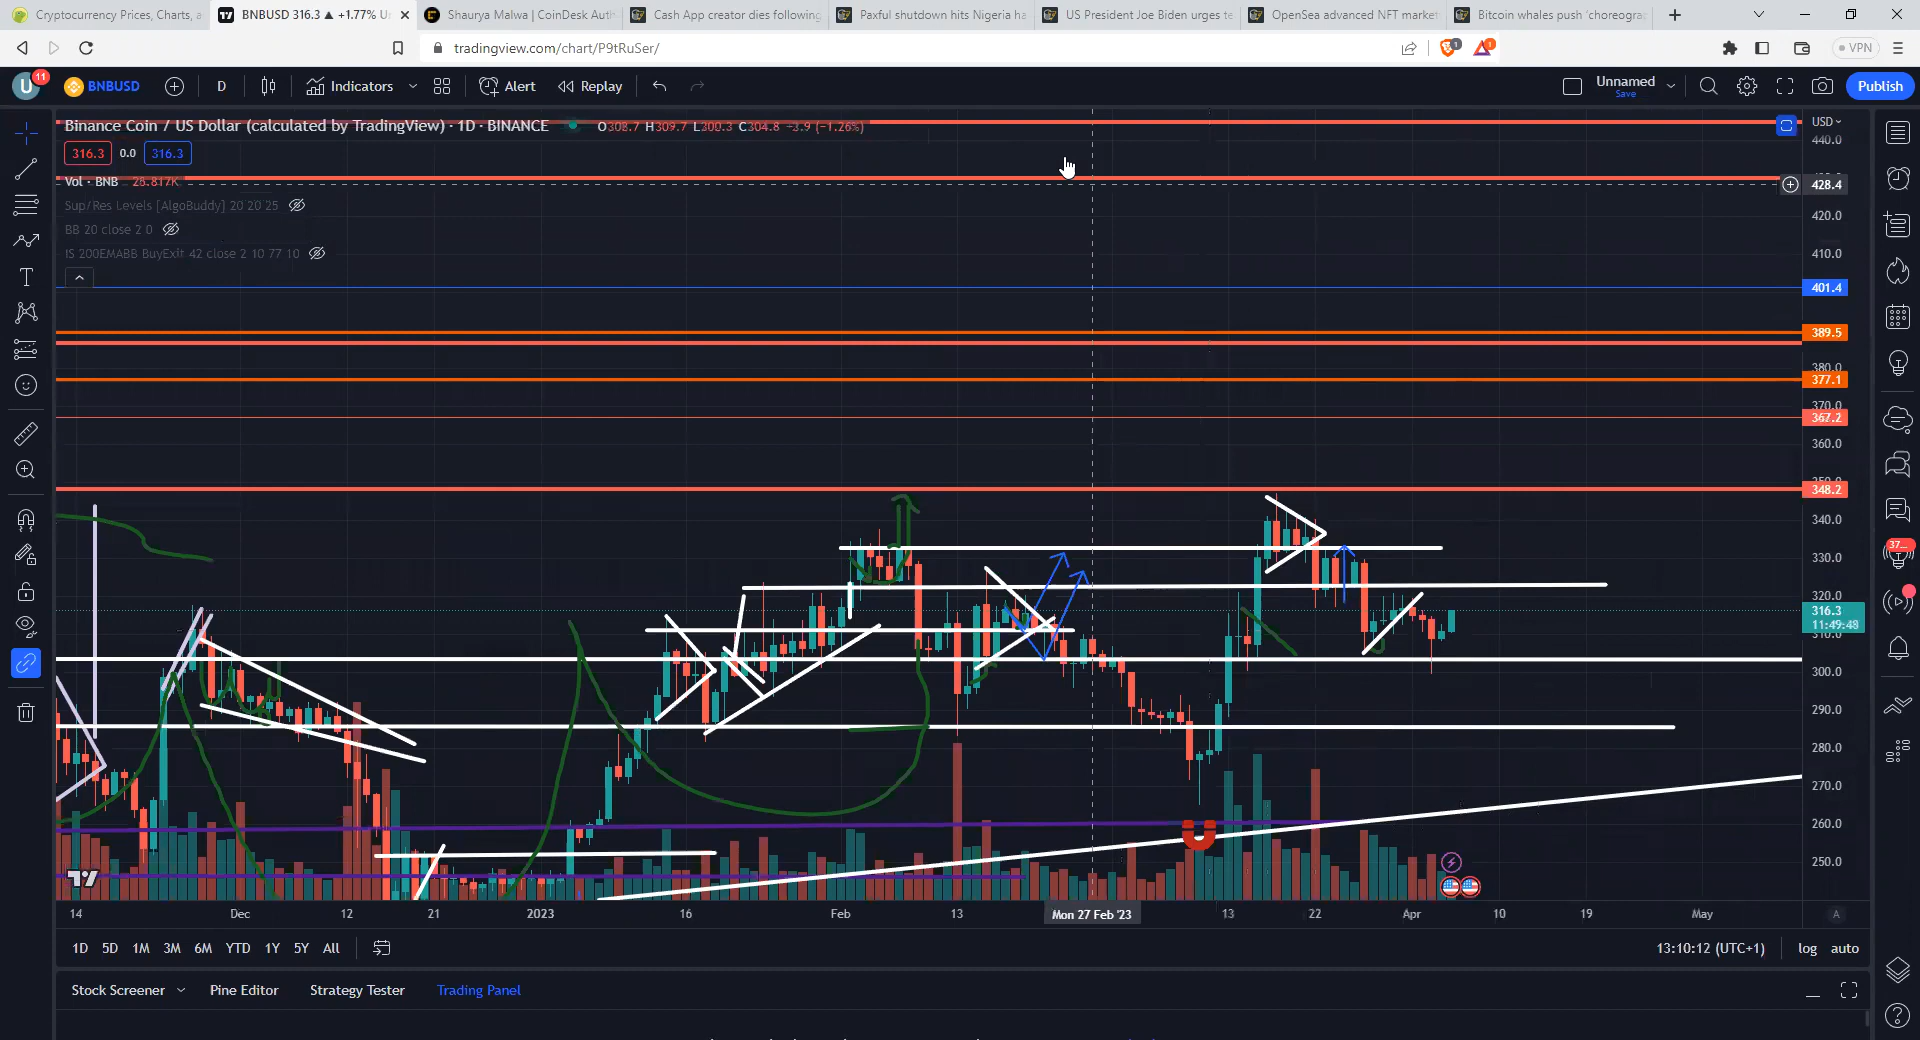 Cryptocurrency Prices, Charts, a
BNBUSD 316.3 ▲ +1.77% U
Shaurya Malwa | CoinDesk Auth
Cash App creator dies following
Paxful shutdown hits Nigeria ha
US President Joe Biden urges te
OpenSea advanced NFT market
Bitcoin whales push 'choreogra
tradingview.com/chart/P9tRuSer/
1
1
VPN
U
11
BNBUSD
D
Indicators
Alert
Replay
Unnamed
Save
Publish
Binance Coin / US Dollar (calculated by TradingView) · 1D · BINANCE
O308.7 H309.7 L300.3 C304.8 −3.9 (−1.26%)
USD
440.0
316.3 0.0 316.3
Vol · BNB 28.817K
428.4
Sup/Res Levels [AlgoBuddy] 20 20 25
420.0
BB 20 close 2 0
IS 200EMABB BuyExit 42 close 2 10 77 10
410.0
401.4
389.5
380.0
377.1
370.0
367.2
360.0
348.2
340.0
330.0
320.0
316.3
11:49:48
310.0
300.0
290.0
280.0
270.0
260.0
250.0
14
Dec
12
21
2023
16
Feb
13
Mon 27 Feb '23
13
22
Apr
10
19
May
A
1D 5D 1M 3M 6M YTD 1Y 5Y All
13:10:12 (UTC+1)
log auto
Stock Screener
Pine Editor
Strategy Tester
Trading Panel